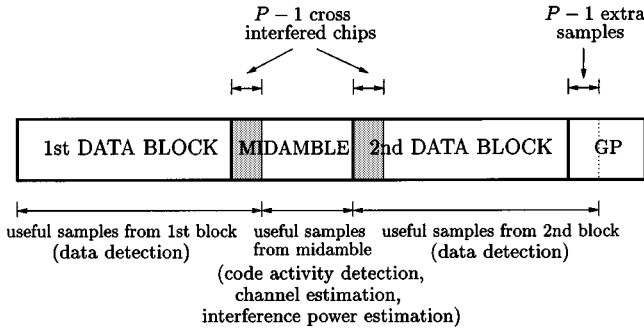 P − 1 cross
interfered chips
P − 1 extra
samples
1st DATA BLOCK
MIDAMBLE
2nd DATA BLOCK
GP
useful samples from 1st block
(data detection)
useful samples
from midamble
(code activity detection,
channel estimation,
interference power estimation)
useful samples from 2nd block
(data detection)